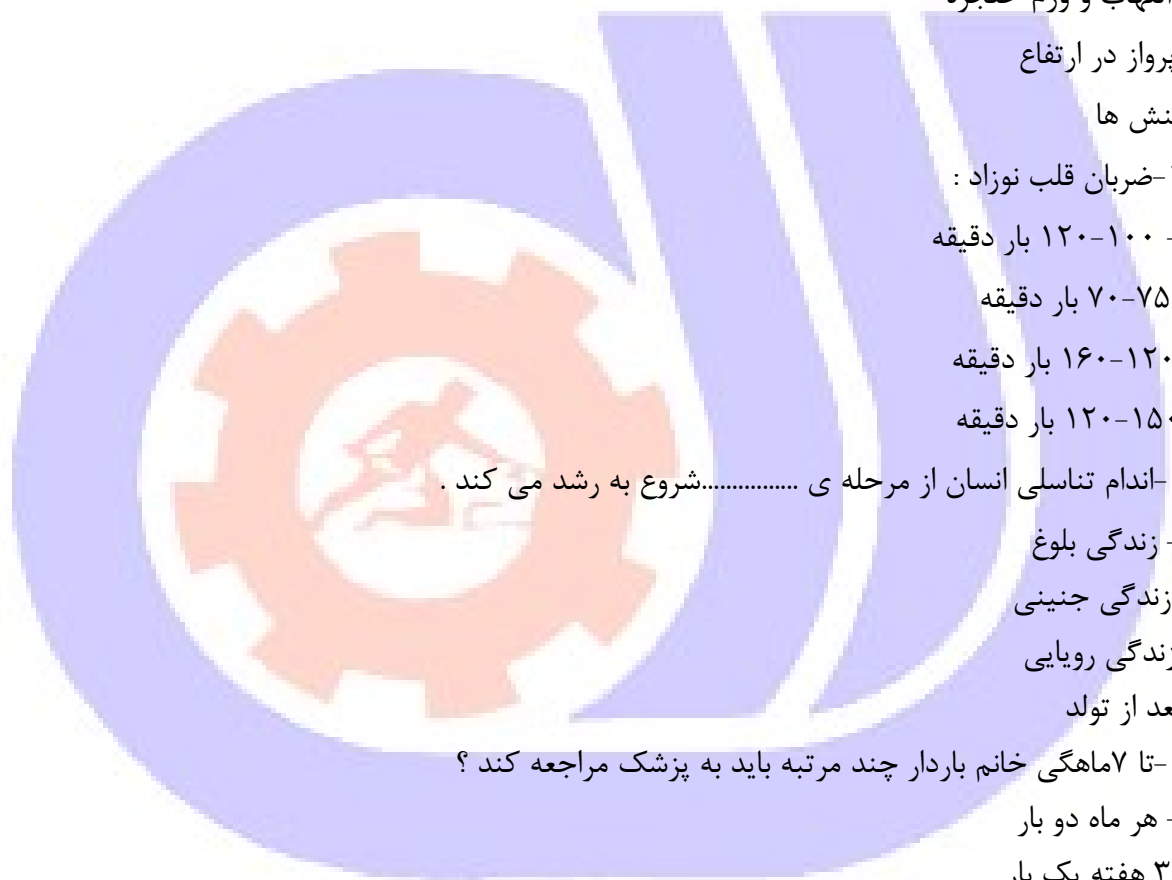 التهاب و ورم حنجره
پرواز در ارتفاع
نش ها
-ضربان قلب نوزاد :
- ۱۰۰-۱۲۰ بار دقیقه
۷۰-۷۵ بار دقیقه
۱۲۰-۱۶۰ بار دقیقه
۱۲۰-۱۵۰ بار دقیقه
-اندام تناسلی انسان از مرحله ی ................شروع به رشد می کند .
- زندگی بلوغ
زندگی جنینی
زندگی رویایی
عد از تولد
-تا ۷ماهگی خانم باردار چند مرتبه باید به پزشک مراجعه کند ؟
- هر ماه دو بار
۳ هفته یک بار